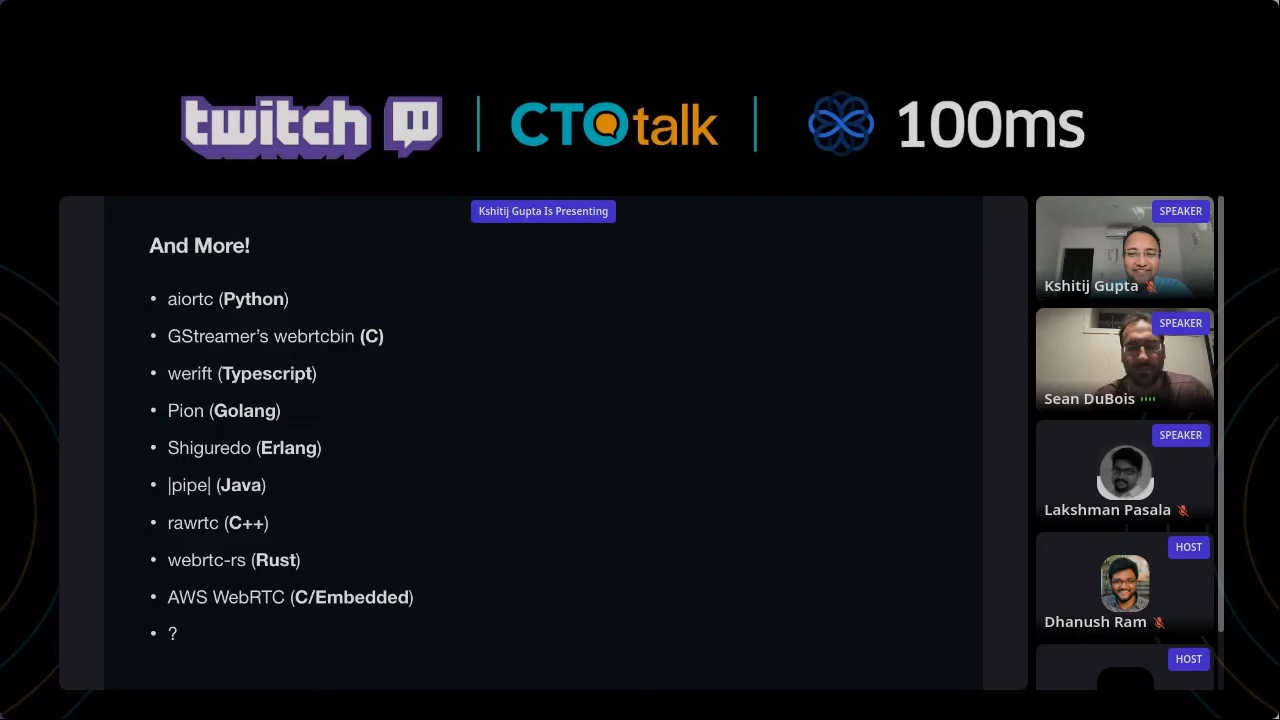 twitch | CTOtalk | 100ms
Kshitij Gupta Is Presenting
And More!
• aiortc (Python)
• GStreamer’s webrtcbin (C)
• werift (Typescript)
• Pion (Golang)
• Shiguredo (Erlang)
• |pipe| (Java)
• rawrtc (C++)
• webrtc-rs (Rust)
• AWS WebRTC (C/Embedded)
• ?
SPEAKER
Kshitij Gupta
SPEAKER
Sean DuBois
SPEAKER
Lakshman Pasala
HOST
Dhanush Ram
HOST